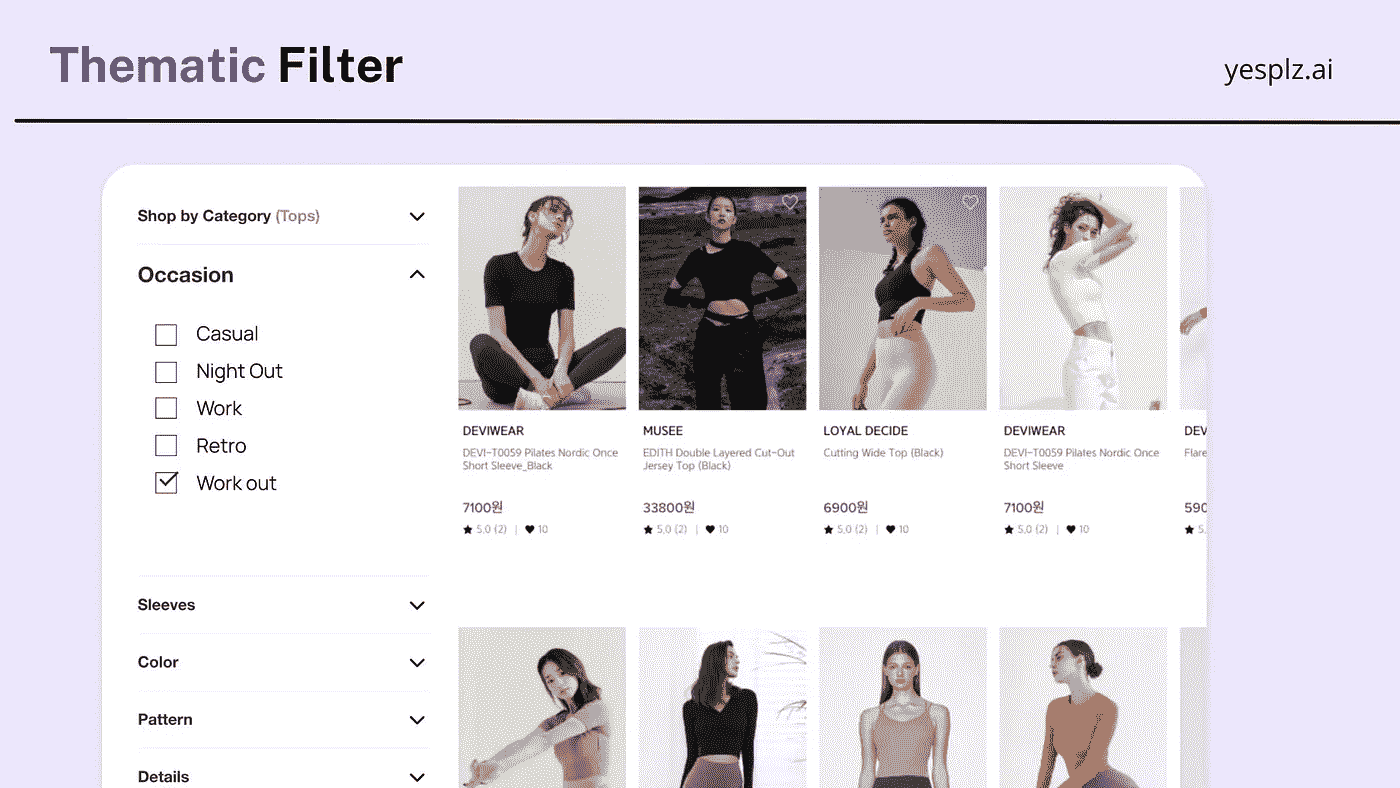 Thematic Filter
yesplz.ai
Shop by Category (Tops)
Occasion
Casual
Night Out
Work
Retro
Work out
Sleeves
Color
Pattern
Details
DEVIWEAR
DEVI-T0059 Pilates Nordic Once
Short Sleeve_Black
7100원
5.0 (2) | 10
MUSEE
EDITH Double Layered Cut-Out
Jersey Top (Black)
33800원
5.0 (2) | 10
LOYAL DECIDE
Cutting Wide Top (Black)
6900원
5.0 (2) | 10
DEVIWEAR
DEVI-T0059 Pilates Nordic Once
Short Sleeve
7100원
5.0 (2) | 10
DEV
Flare
590
5.